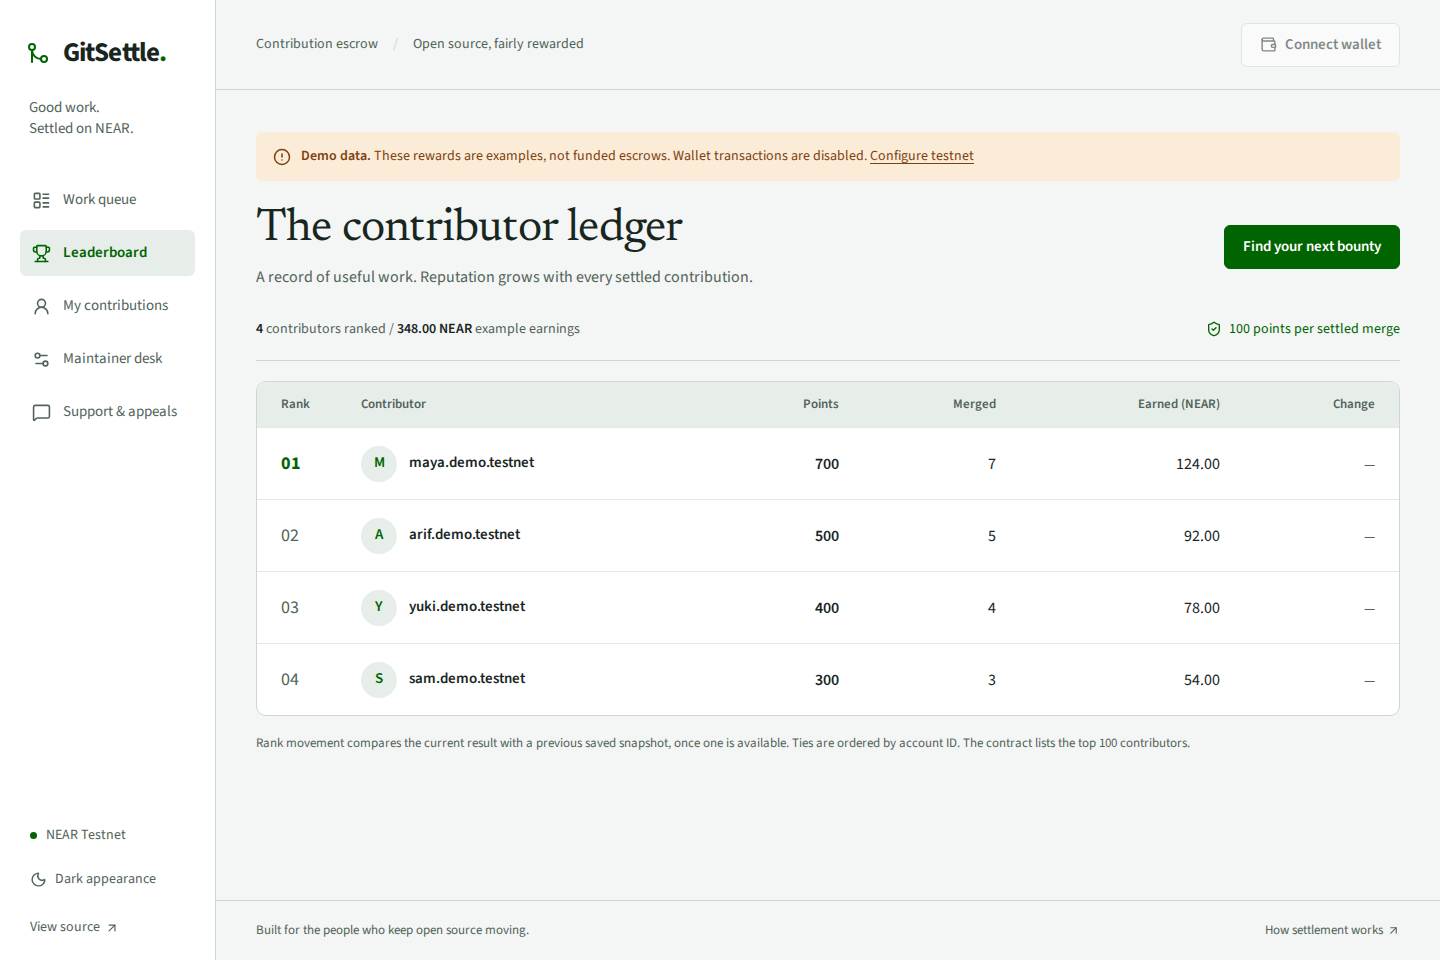 GitSettle.
Good work.
Settled on NEAR.
Work queue
Leaderboard
My contributions
Maintainer desk
Support & appeals
NEAR Testnet
Dark appearance
View source
Contribution escrow / Open source, fairly rewarded
Connect wallet
Demo data. These rewards are examples, not funded escrows. Wallet transactions are disabled. Configure testnet
The contributor ledger
A record of useful work. Reputation grows with every settled contribution.
Find your next bounty
4 contributors ranked / 348.00 NEAR example earnings
100 points per settled merge
Rank Contributor Points Merged Earned (NEAR) Change
01 M maya.demo.testnet 700 7 124.00 —
02 A arif.demo.testnet 500 5 92.00 —
03 Y yuki.demo.testnet 400 4 78.00 —
04 S sam.demo.testnet 300 3 54.00 —
Rank movement compares the current result with a previous saved snapshot, once one is available. Ties are ordered by account ID. The contract lists the top 100 contributors.
Built for the people who keep open source moving.
How settlement works